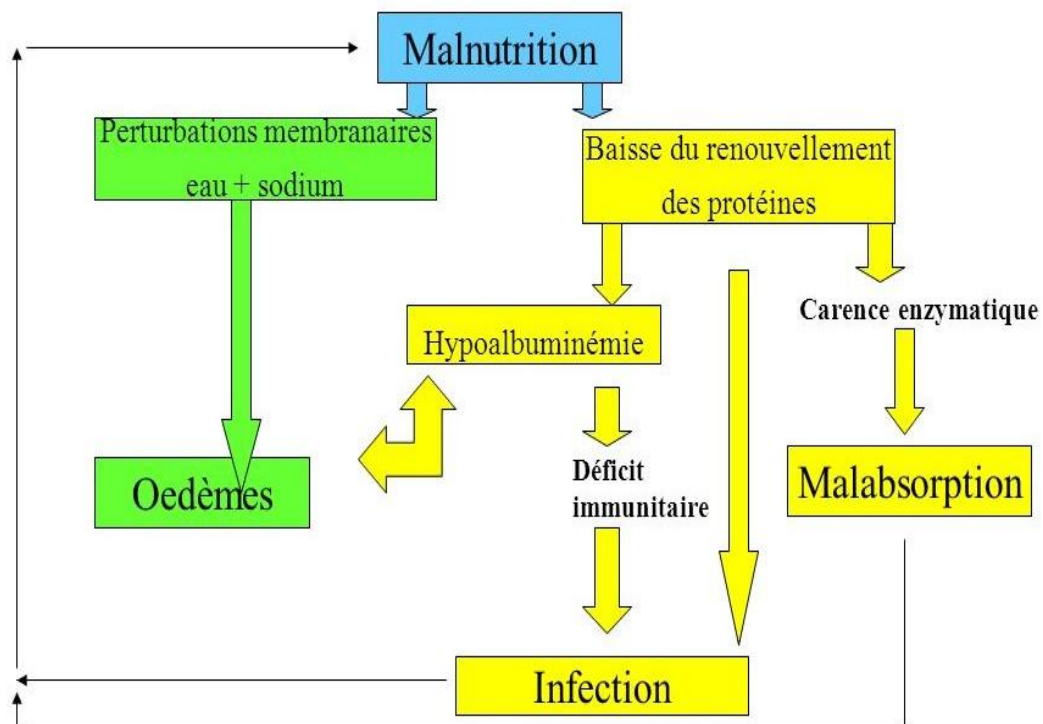 Malnutrition
Perturbations membranaires
eau + sodium
Baisse du renouvellement
des protéines
Carence enzymatique
Hypoalbuminémie
Oedèmes
Déficit
immunitaire
Malabsorption
Infection